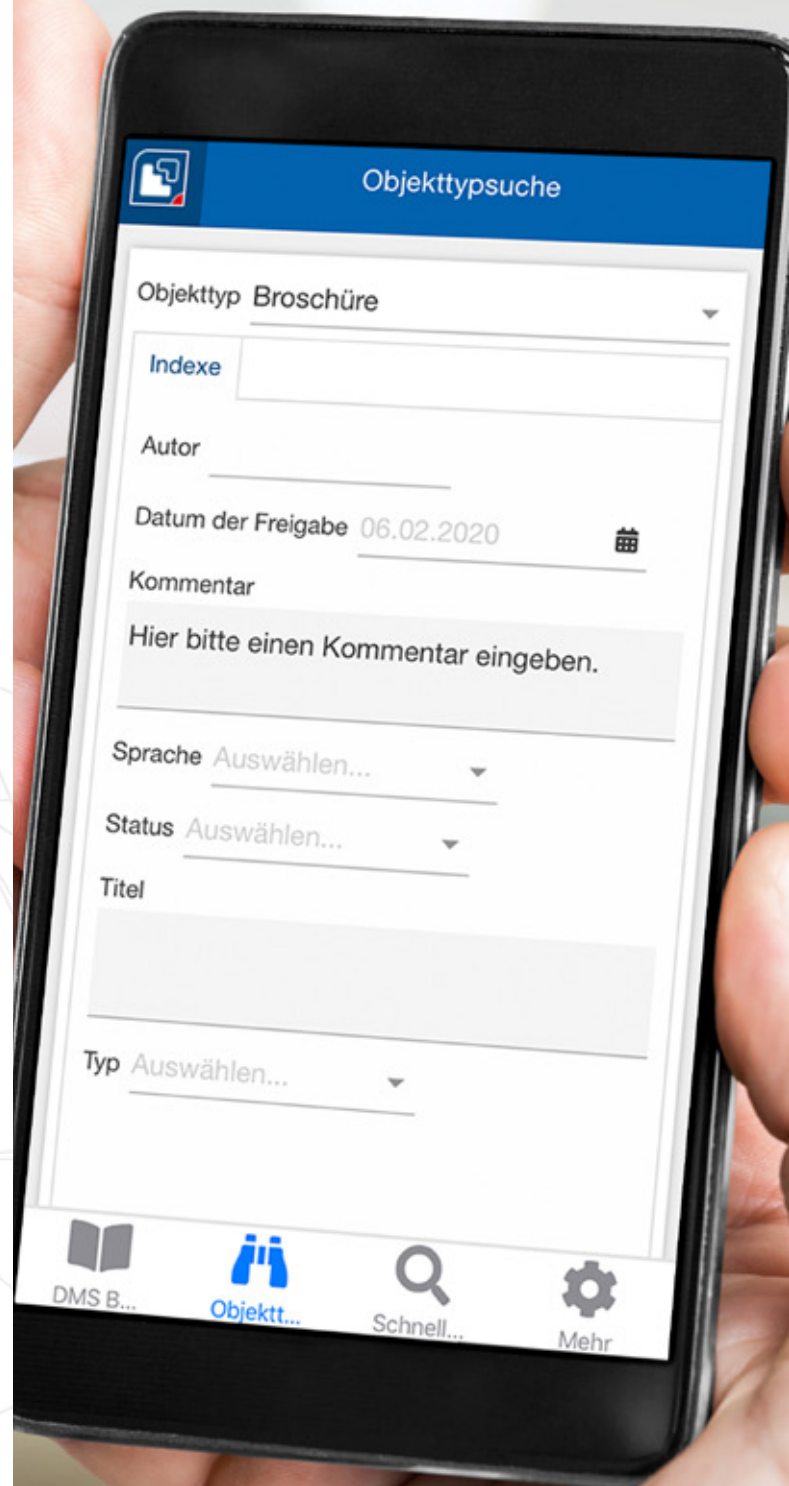 Objekttypsuche
Objekttyp Broschüre
Indexe
Autor
Datum der Freigabe 06.02.2020
Kommentar
Hier bitte einen Kommentar eingeben.
Sprache Auswählen...
Status Auswählen...
Titel
Typ Auswählen...
DMS B... Objektt... Schnell... Mehr